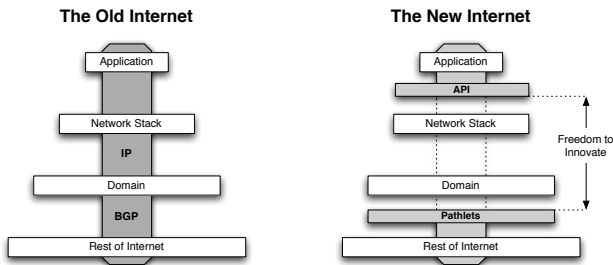 The Old Internet
Application
Network Stack
IP
Domain
BGP
Rest of Internet
The New Internet
Application
API
Network Stack
Freedom to
Innovate
Domain
Pathlets
Rest of Internet